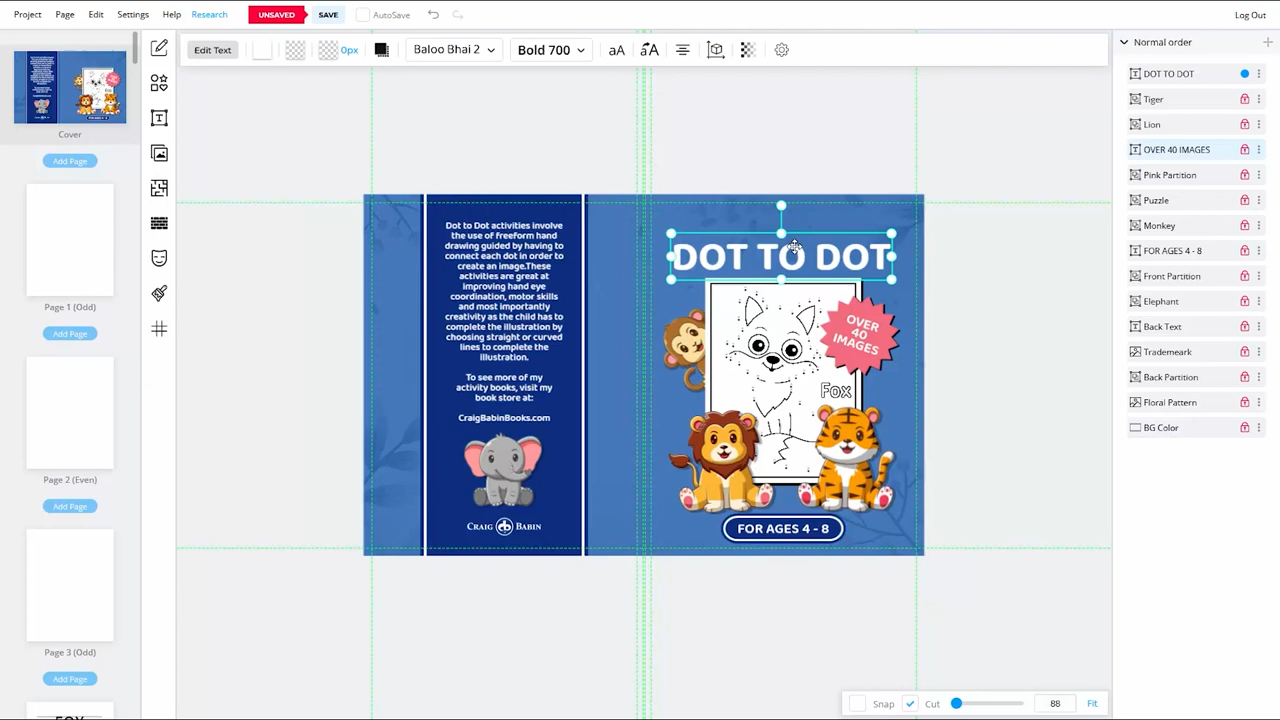 Project Page Edit Settings Help Research UNSAVED SAVE AutoSave Log Out
Edit Text 0px Baloo Bhai 2 Bold 700 aA
Cover
Add Page
Page 1 (Odd)
Add Page
Page 2 (Even)
Add Page
Page 3 (Odd)
Add Page
FOX
Dot to Dot activities involve
the use of freeform hand
drawing guided by having to
connect each dot in order to
create an image.These
activities are great at
improving hand eye
coordination, motor skills
and most importantly
creativity as the child has to
complete the illustration by
choosing straight or curved
lines to complete the
illustration.
To see more of my
activity books, visit my
book store at:
CraigBabinBooks.com
CRAIG BABIN
DOT TO DOT
OVER
40
IMAGES
Fox
FOR AGES 4 - 8
Normal order
DOT TO DOT
Tiger
Lion
OVER 40 IMAGES
Pink Partition
Puzzle
Monkey
FOR AGES 4 - 8
Front Partition
Elephant
Back Text
Trademark
Back Partition
Floral Pattern
BG Color
Snap Cut 88 Fit